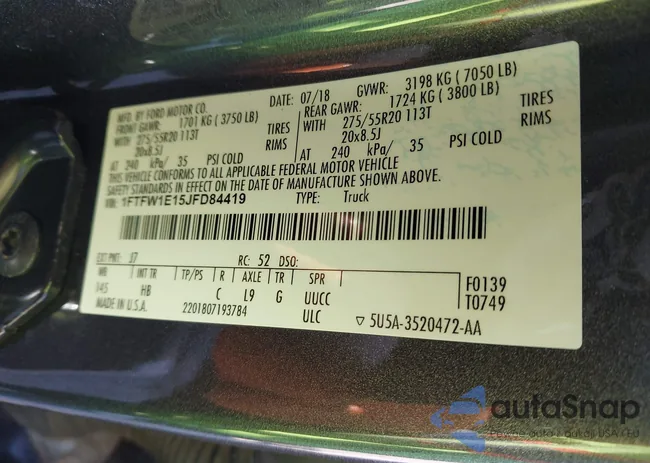 MFD. BY FORD MOTOR CO.
DATE: 07/18 GVWR: 3198 KG (7050 LB)
FRONT GAWR: 1701 KG (3750 LB)
REAR GAWR: 1724 KG (3800 LB)
WITH 275/55R20 113T TIRES
WITH 275/55R20 113T TIRES
20x8.5J RIMS
20x8.5J RIMS
AT 240 kPa/ 35 PSI COLD
AT 240 kPa/ 35 PSI COLD
THIS VEHICLE CONFORMS TO ALL APPLICABLE FEDERAL MOTOR VEHICLE
SAFETY STANDARDS IN EFFECT ON THE DATE OF MANUFACTURE SHOWN ABOVE.
VIN: 1FTFW1E15JFD84419 TYPE: Truck
EXT PNT: J7 RC: 52 DSO:
WB INT TR TP/PS R AXLE TR SPR
145 HB C L9 G UUCC
F0139
T0749
MADE IN U.S.A. 2201807193784 ULC ▽ 5U5A-3520472-AA
autoSnap